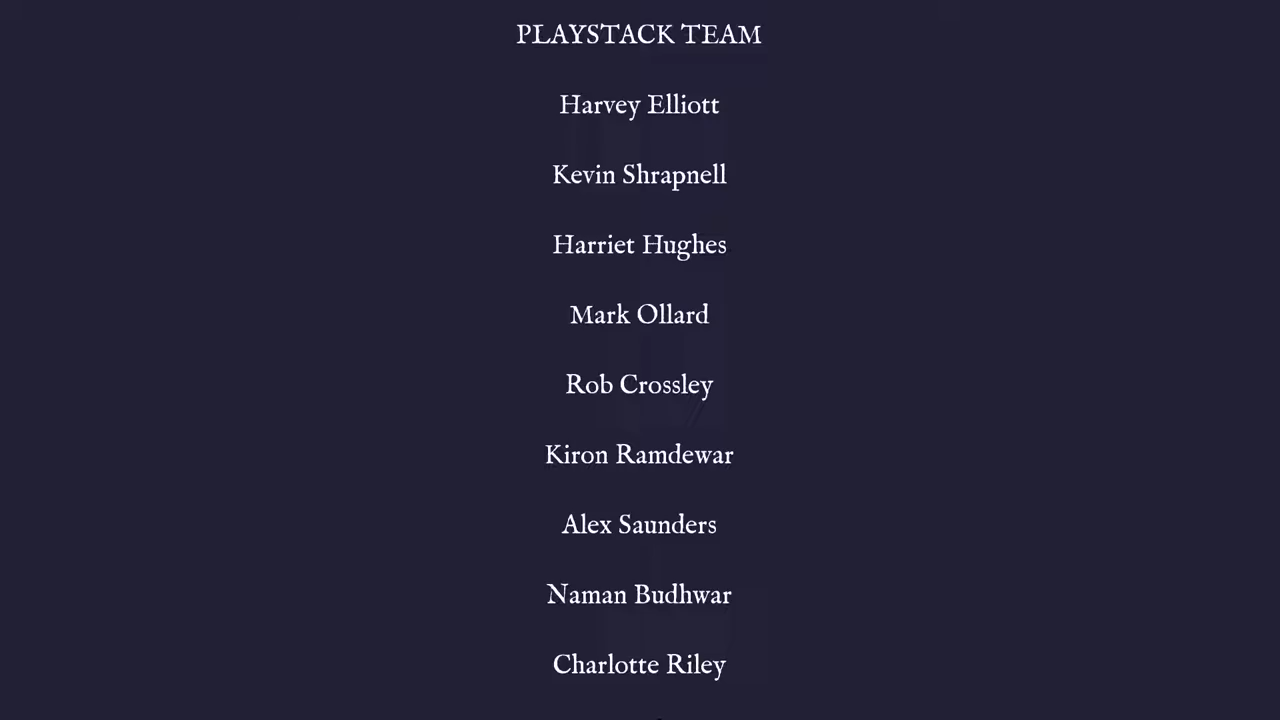 PLAYSTACK TEAM
Harvey Elliott
Kevin Shrapnell
Harriet Hughes
Mark Ollard
Rob Crossley
Kiron Ramdewar
Alex Saunders
Naman Budhwar
Charlotte Riley